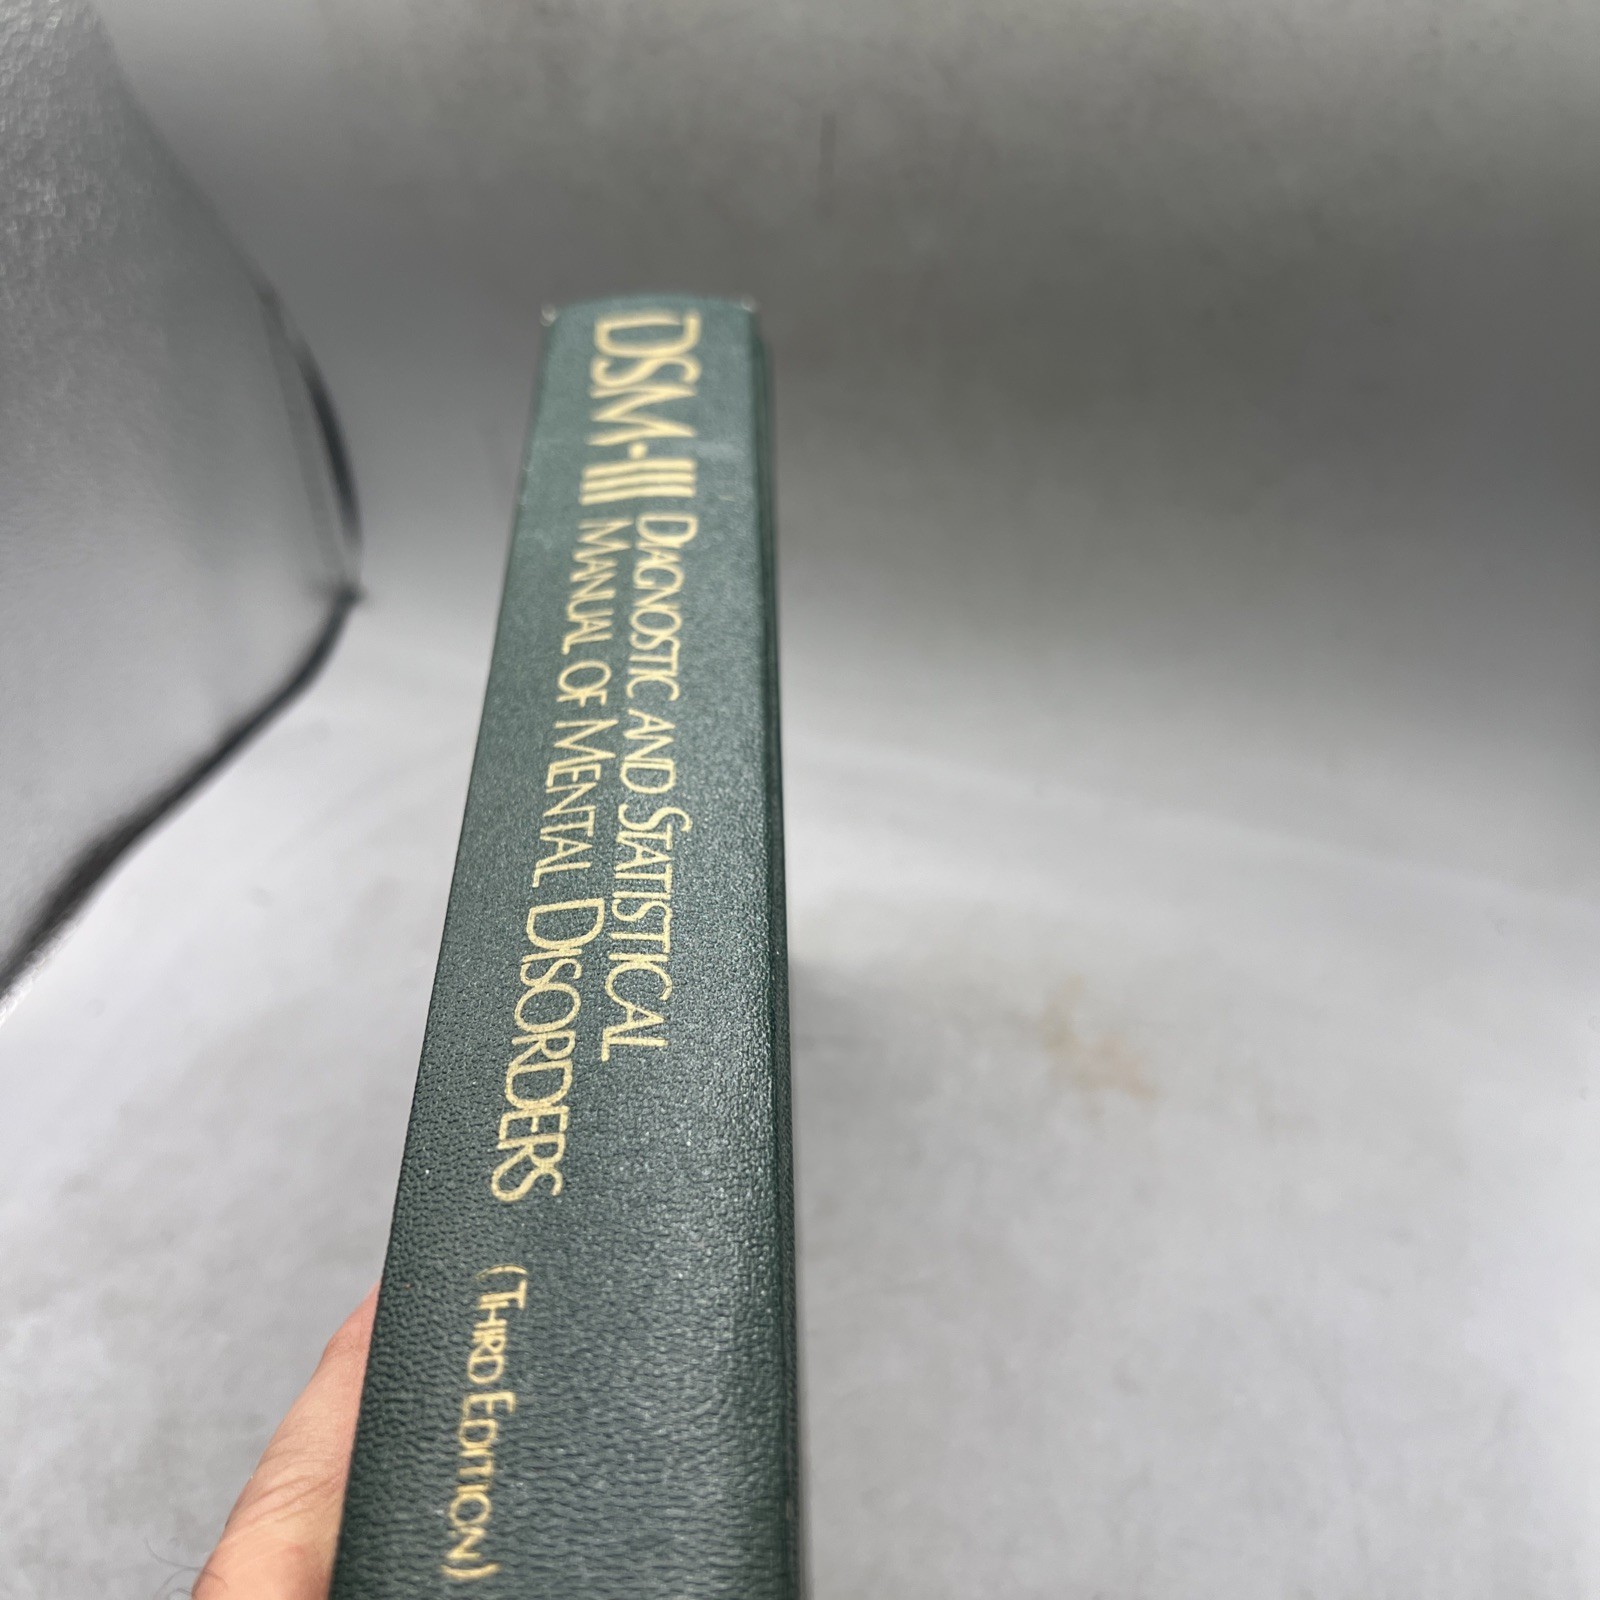 DSM-III
DIAGNOSTIC AND STATISTICAL
MANUAL OF MENTAL DISORDERS
(THIRD EDITION)